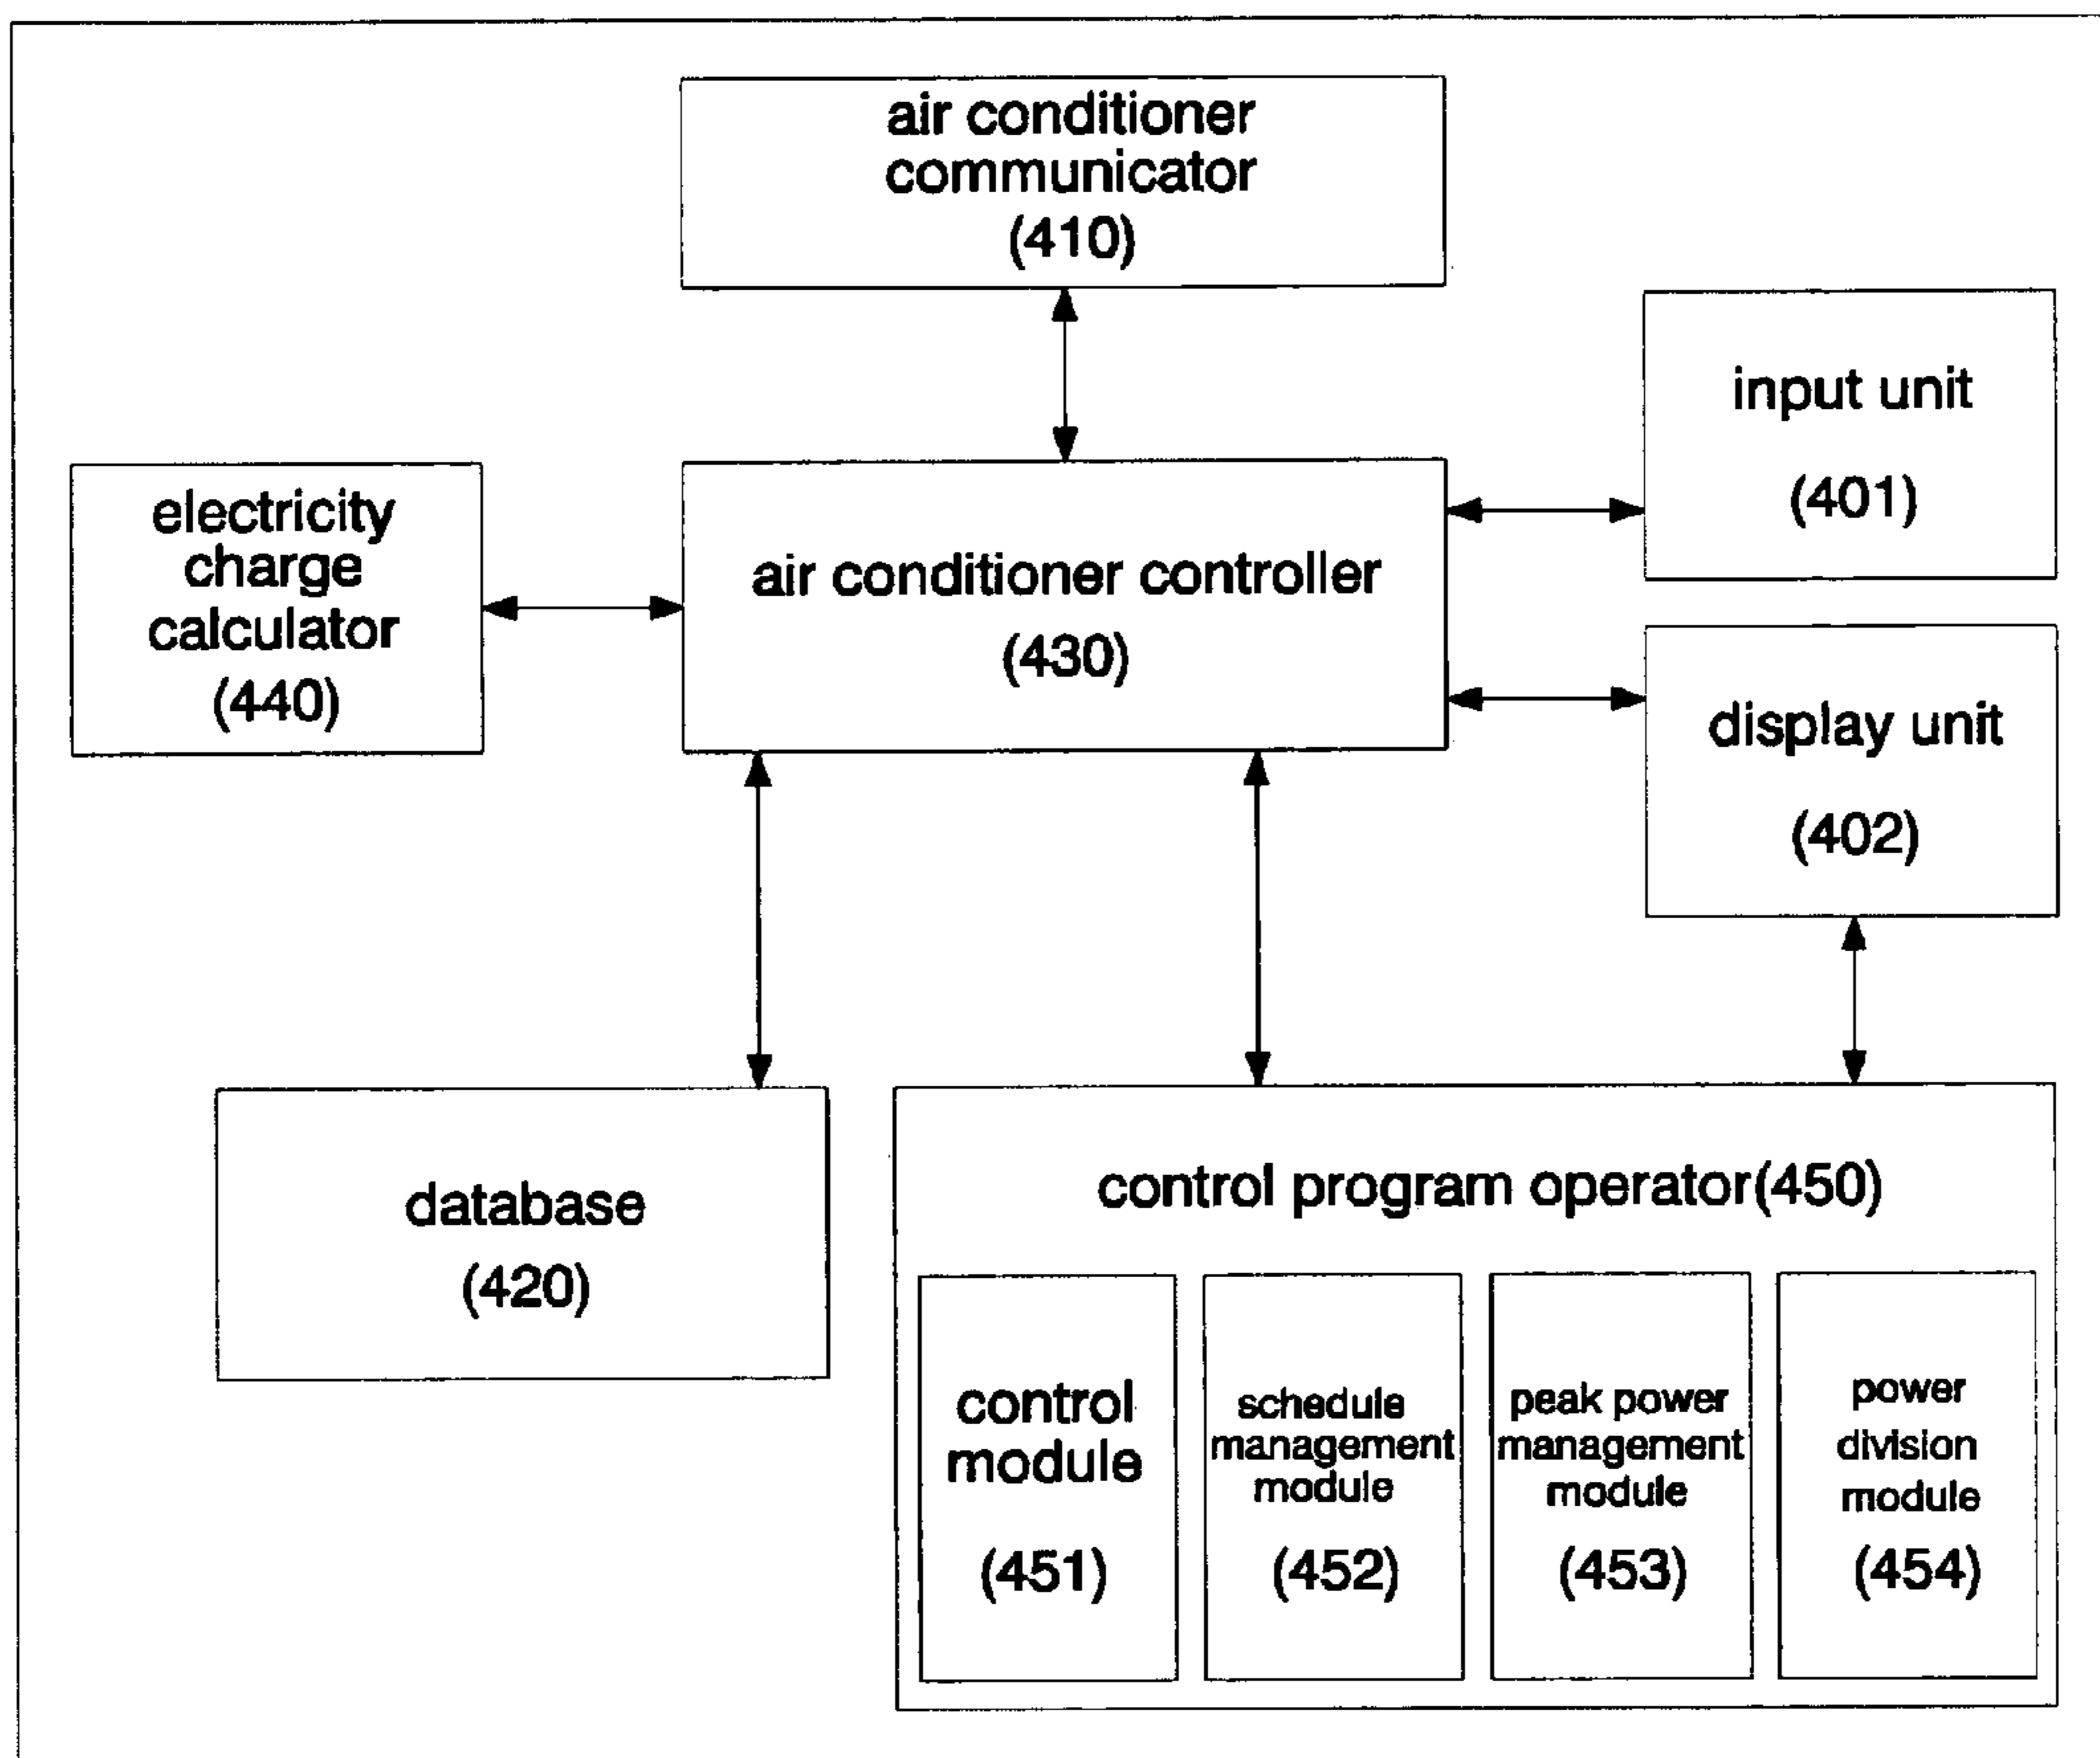 air conditioner
communicator
(410)
input unit
(401)
electricity
charge
calculator
(440)
air conditioner controller
(430)
display unit
(402)
database
(420)
control program operator(450)
control
module
(451)
schedule
management
module
(452)
peak power
management
module
(453)
power
division
module
(454)